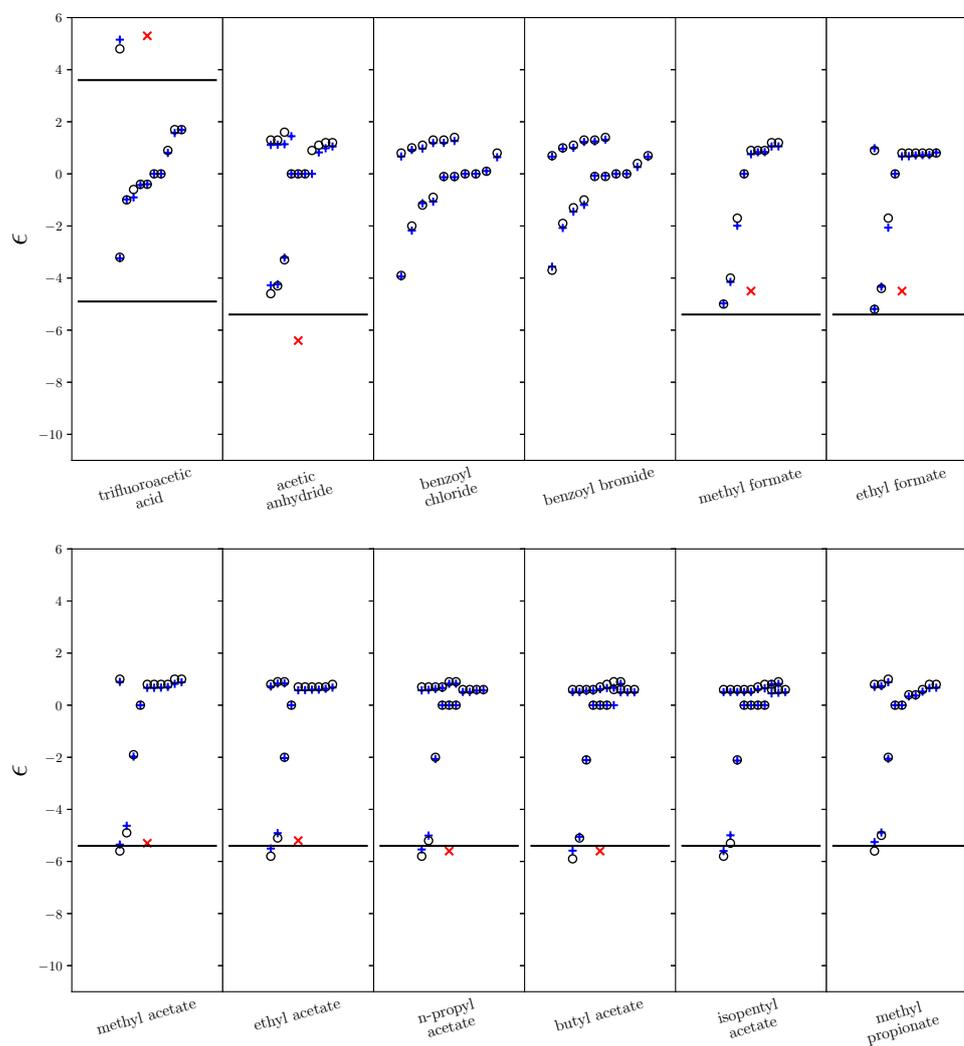 6
4
2
0
−2
−4
−6
−8
−10
ϵ
trifluoroacetic
acid
acetic
anhydride
benzoyl
chloride
benzoyl bromide
methyl formate
ethyl formate
6
4
2
0
−2
−4
−6
−8
−10
ϵ
methyl acetate
ethyl acetate
n-propyl
acetate
butyl acetate
isopentyl
acetate
methyl
propionate